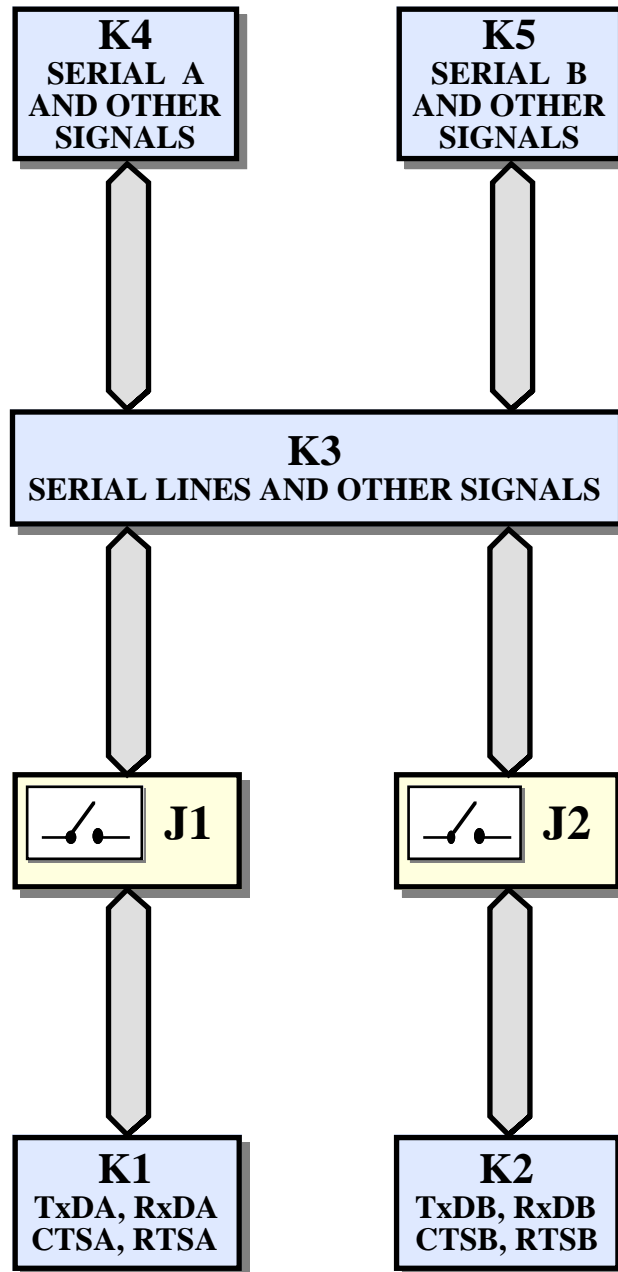 K4
SERIAL A
AND OTHER
SIGNALS
K5
SERIAL B
AND OTHER
SIGNALS
K3
SERIAL LINES AND OTHER SIGNALS
J1
J2
K1
TxDA, RxDA
CTSA, RTSA
K2
TxDB, RxDB
CTSB, RTSB